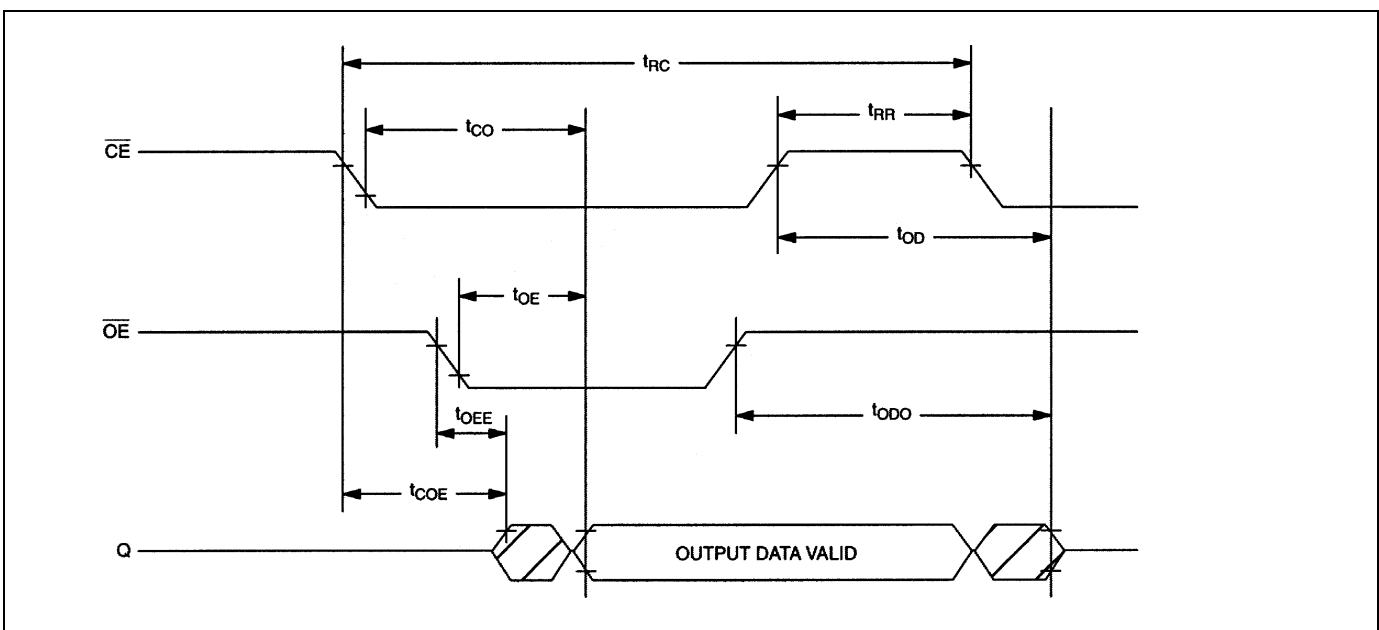 tRC
tRR
tCO
CE
tOD
tOE
OE
tOEE
tODO
tCOE
Q
OUTPUT DATA VALID